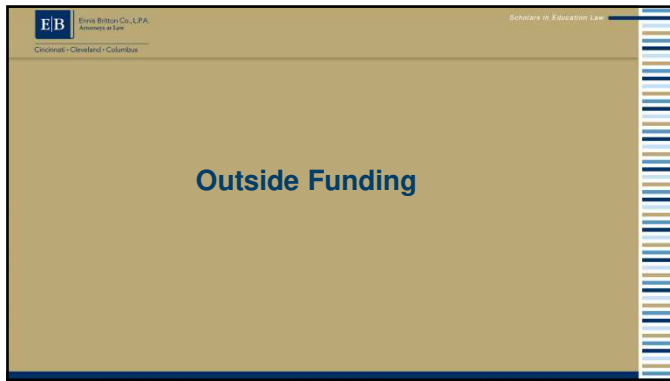 E|B
Ennis Britton Co., L.P.A.
Attorneys at Law
Cincinnati • Cleveland • Columbus
Scholars in Education Law
Outside Funding